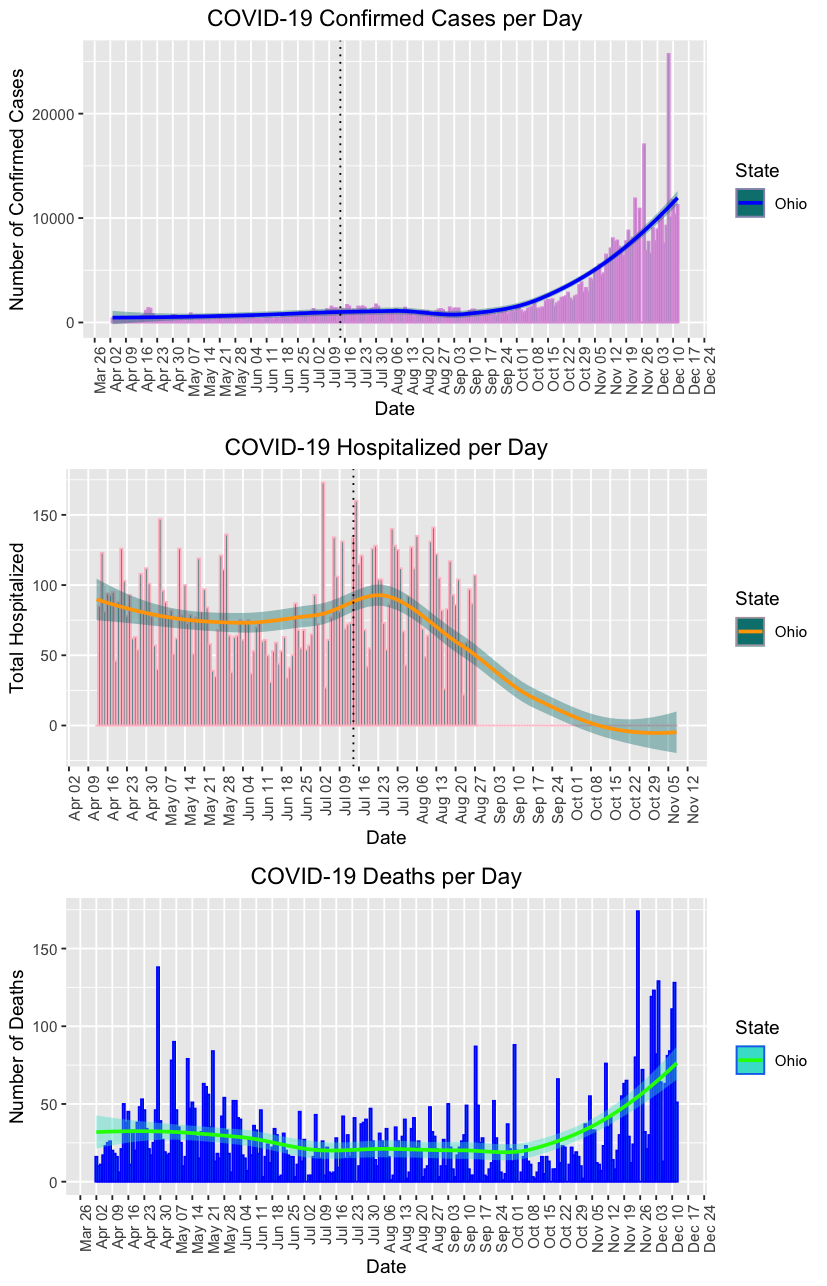 COVID-19 Confirmed Cases per Day
Number of Confirmed Cases
20000
10000
0
Mar 26
Apr 02
Apr 09
Apr 16
Apr 23
Apr 30
May 07
May 14
May 21
May 28
Jun 04
Jun 11
Jun 18
Jun 25
Jul 02
Jul 09
Jul 16
Jul 23
Jul 30
Aug 06
Aug 13
Aug 20
Aug 27
Sep 03
Sep 10
Sep 17
Sep 24
Oct 01
Oct 08
Oct 15
Oct 22
Oct 29
Nov 05
Nov 12
Nov 19
Nov 26
Dec 03
Dec 10
Dec 17
Dec 24
Date
State
Ohio
COVID-19 Hospitalized per Day
Total Hospitalized
150
100
50
0
Apr 02
Apr 09
Apr 16
Apr 23
Apr 30
May 07
May 14
May 21
May 28
Jun 04
Jun 11
Jun 18
Jun 25
Jul 02
Jul 09
Jul 16
Jul 23
Jul 30
Aug 06
Aug 13
Aug 20
Aug 27
Sep 03
Sep 10
Sep 17
Sep 24
Oct 01
Oct 08
Oct 15
Oct 22
Oct 29
Nov 05
Nov 12
Date
State
Ohio
COVID-19 Deaths per Day
Number of Deaths
150
100
50
0
Mar 26
Apr 02
Apr 09
Apr 16
Apr 23
Apr 30
May 07
May 14
May 21
May 28
Jun 04
Jun 11
Jun 18
Jun 25
Jul 02
Jul 09
Jul 16
Jul 23
Jul 30
Aug 06
Aug 13
Aug 20
Aug 27
Sep 03
Sep 10
Sep 17
Sep 24
Oct 01
Oct 08
Oct 15
Oct 22
Oct 29
Nov 05
Nov 12
Nov 19
Nov 26
Dec 03
Dec 10
Dec 17
Dec 24
Date
State
Ohio